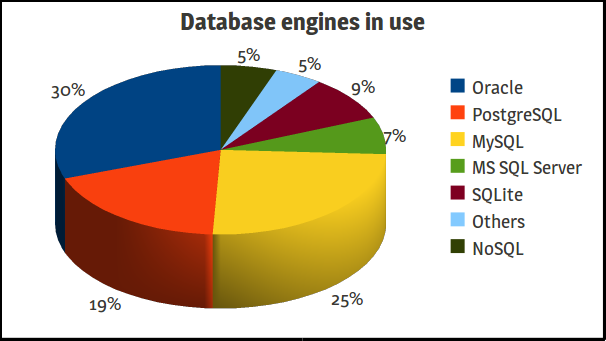 Database engines in use
5%
5%
9%
7%
25%
19%
30%
Oracle
PostgreSQL
MySQL
MS SQL Server
SQLite
Others
NoSQL